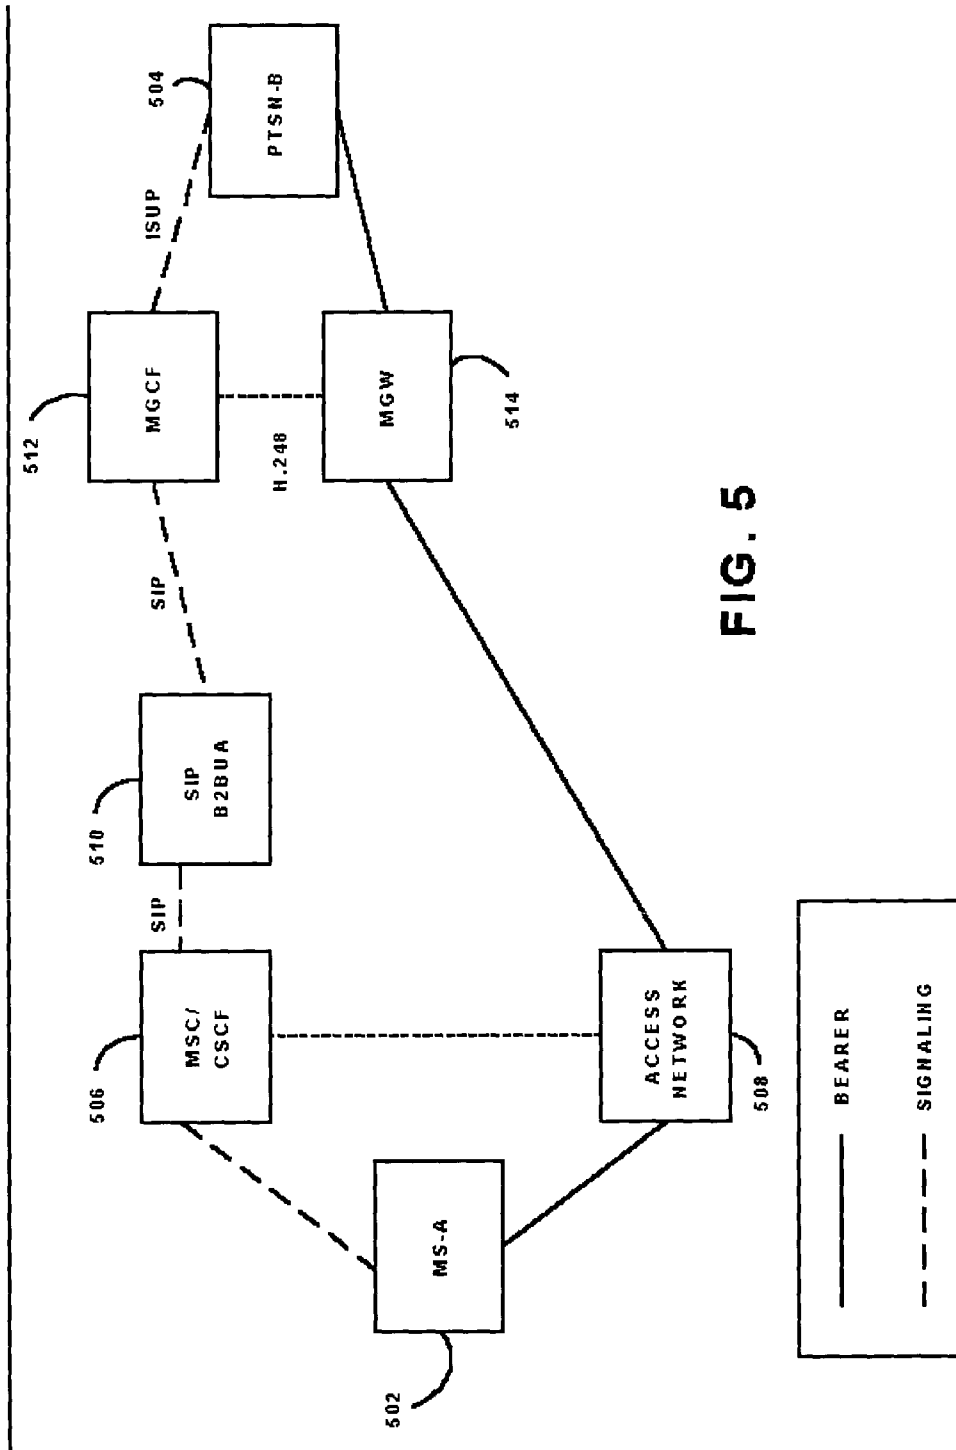 512
ISUP
504
MGCF
PTSN-B
510
SIP
506
SIP
SIP
B2BUA
MSC/
CSCF
H.248
MGW
514
502
MS-A
ACCESS
NETWORK
508
FIG. 5
BEARER
SIGNALING